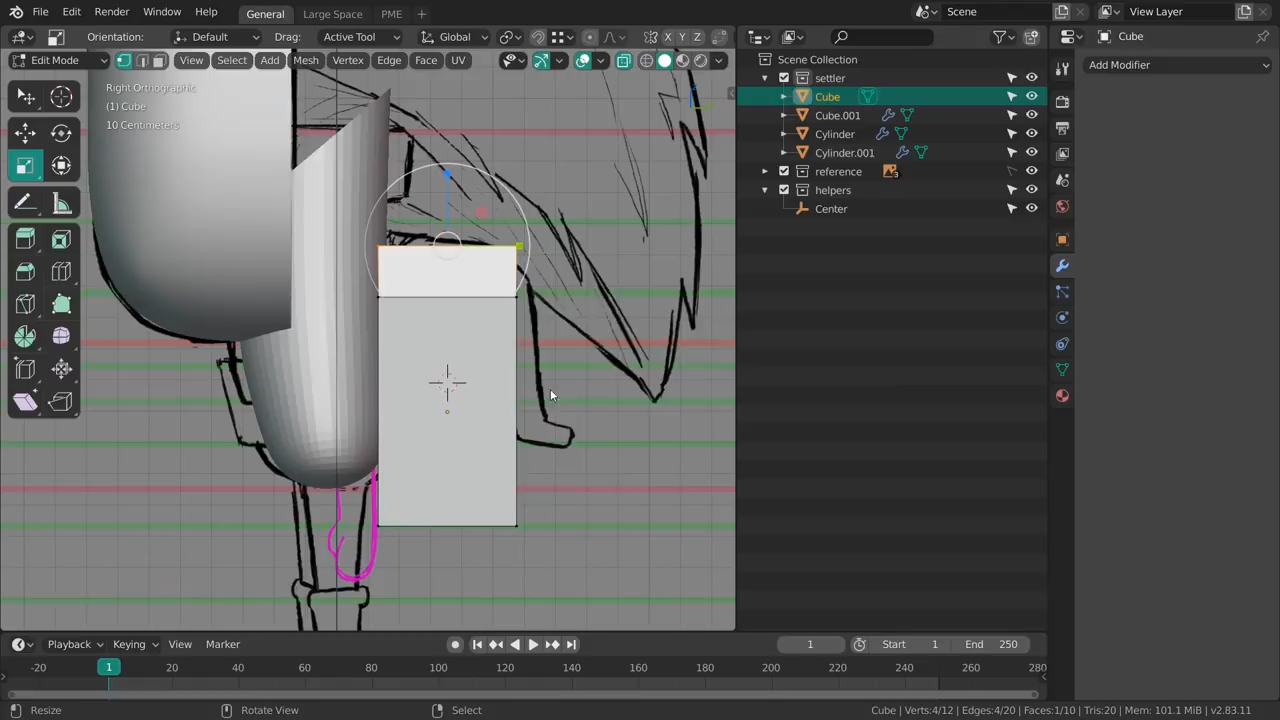 File Edit Render Window Help General Large Space PME + Scene View Layer
Orientation: Default Drag: Active Tool Global X Y Z
Edit Mode View Select Add Mesh Vertex Edge Face UV
Right Orthographic
(1) Cube
10 Centimeters
Scene Collection
settler
Cube
Cube.001
Cylinder
Cylinder.001
reference 3
helpers
Center
Cube
Add Modifier
Playback Keying View Marker 1 Start 1 End 250
-20 1 20 40 60 80 100 120 140 160 180 200 220 240 260 280
Resize Rotate View Select Cube | Verts:4/12 | Edges:4/20 | Faces:1/10 | Tris:20 | Mem: 101.1 MiB | v2.83.11